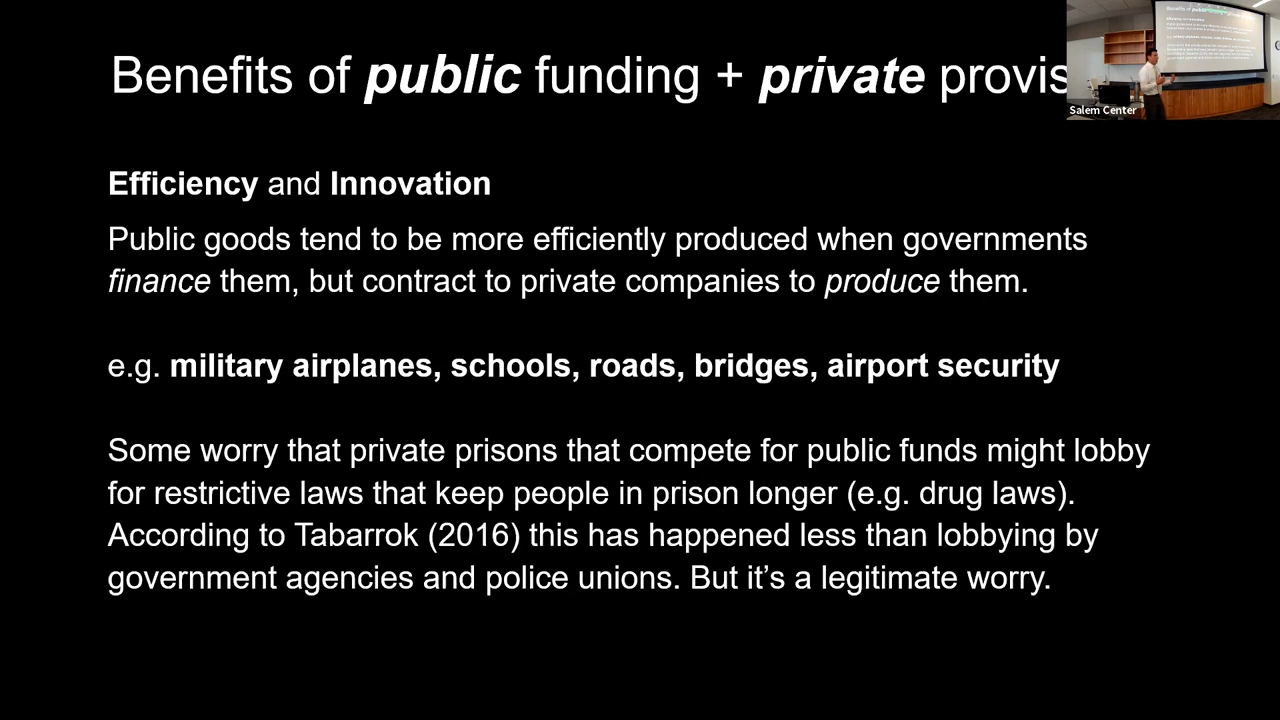 Benefits of public funding + private provis
Salem Center
Efficiency and Innovation
Public goods tend to be more efficiently produced when governments
finance them, but contract to private companies to produce them.
e.g. military airplanes, schools, roads, bridges, airport security
Some worry that private prisons that compete for public funds might lobby
for restrictive laws that keep people in prison longer (e.g. drug laws).
According to Tabarrok (2016) this has happened less than lobbying by
government agencies and police unions. But it's a legitimate worry.